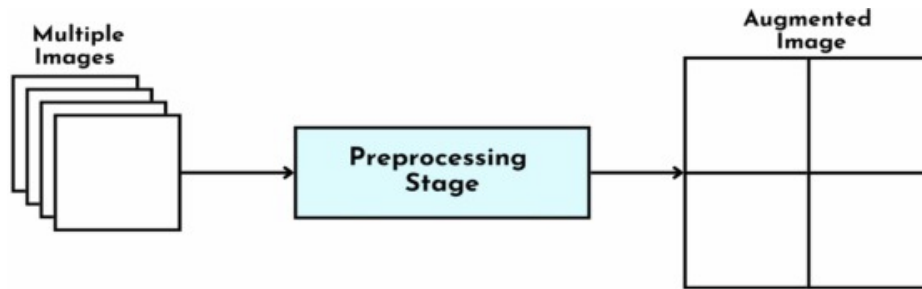 Multiple
Images
Preprocessing
Stage
Augmented
Image